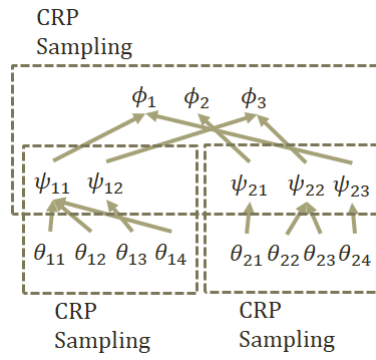 CRP
Sampling
ϕ₁ ϕ₂ ϕ₃
ψ₁₁ ψ₁₂ ψ₂₁ ψ₂₂ ψ₂₃
θ₁₁ θ₁₂ θ₁₃ θ₁₄ θ₂₁ θ₂₂ θ₂₃ θ₂₄
CRP
Sampling
CRP
Sampling